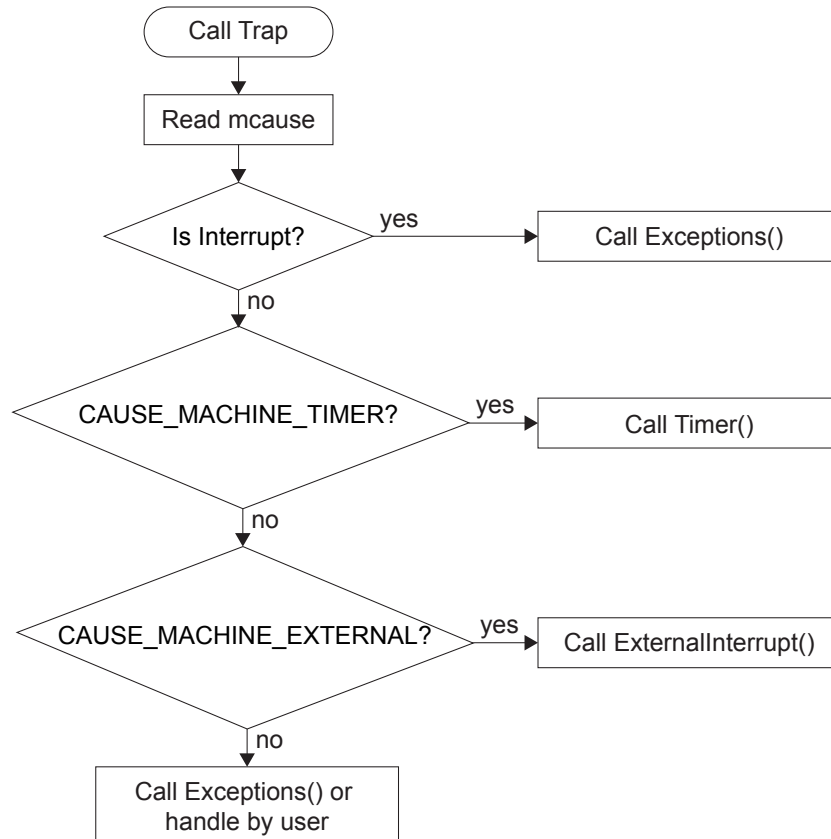 Call Trap
Read mcause
Is Interrupt?
yes
Call Exceptions()
no
CAUSE_MACHINE_TIMER?
yes
Call Timer()
no
CAUSE_MACHINE_EXTERNAL?
yes
Call ExternalInterrupt()
no
Call Exceptions() or
handle by user